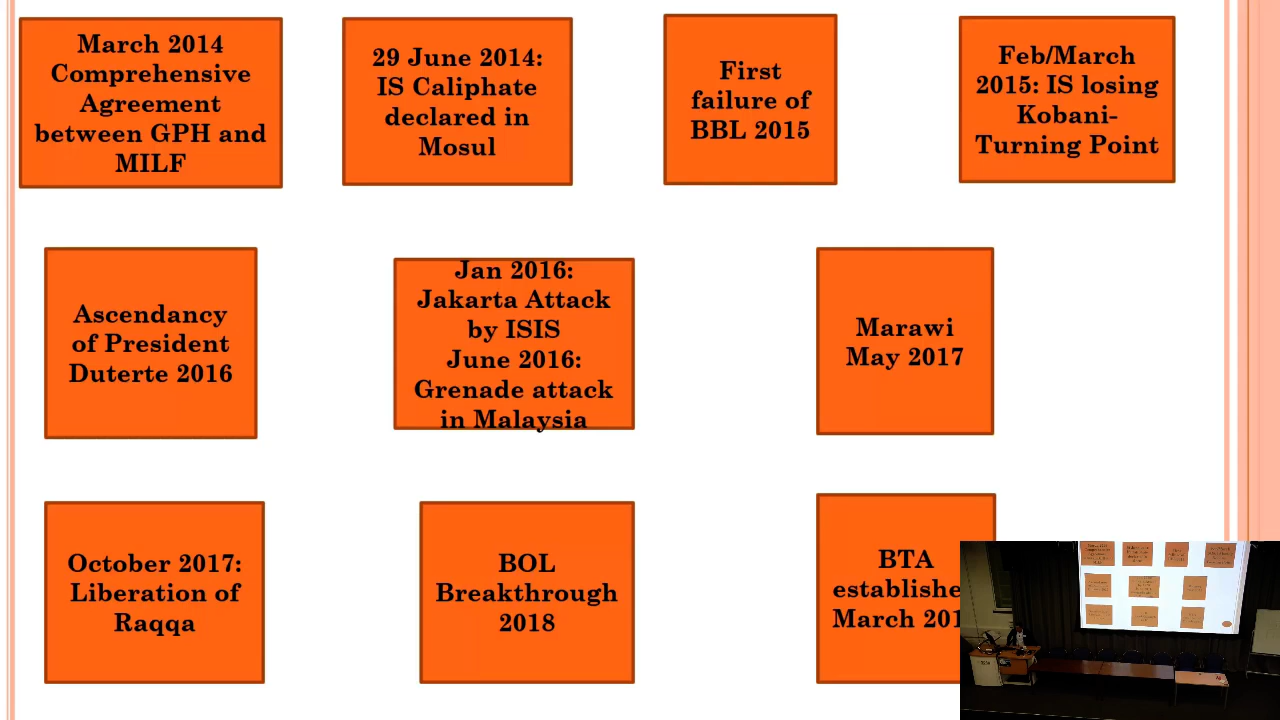 March 2014
Comprehensive
Agreement
between GPH and
MILF
29 June 2014:
IS Caliphate
declared in
Mosul
First
failure of
BBL 2015
Feb/March
2015: IS losing
Kobani-
Turning Point
Ascendancy
of President
Duterte 2016
Jan 2016:
Jakarta Attack
by ISIS
June 2016:
Grenade attack
in Malaysia
Marawi
May 2017
October 2017:
Liberation of
Raqqa
BOL
Breakthrough
2018
BTA
establishe
March 201